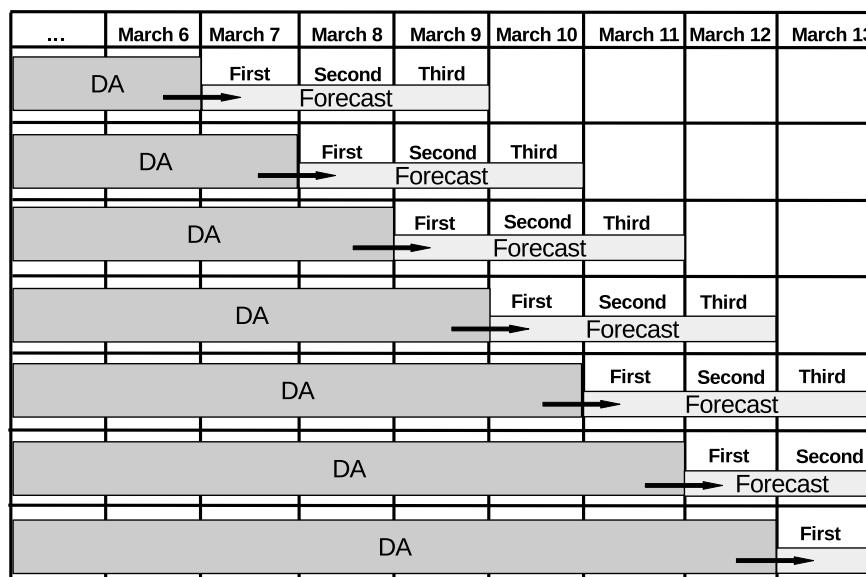 ... March 6 March 7 March 8 March 9 March 10 March 11 March 12 March 13
DA First Second Third
Forecast
DA First Second Third
Forecast
DA First Second Third
Forecast
DA First Second Third
Forecast
DA First Second Third
Forecast
DA First Second
Forecast
DA First